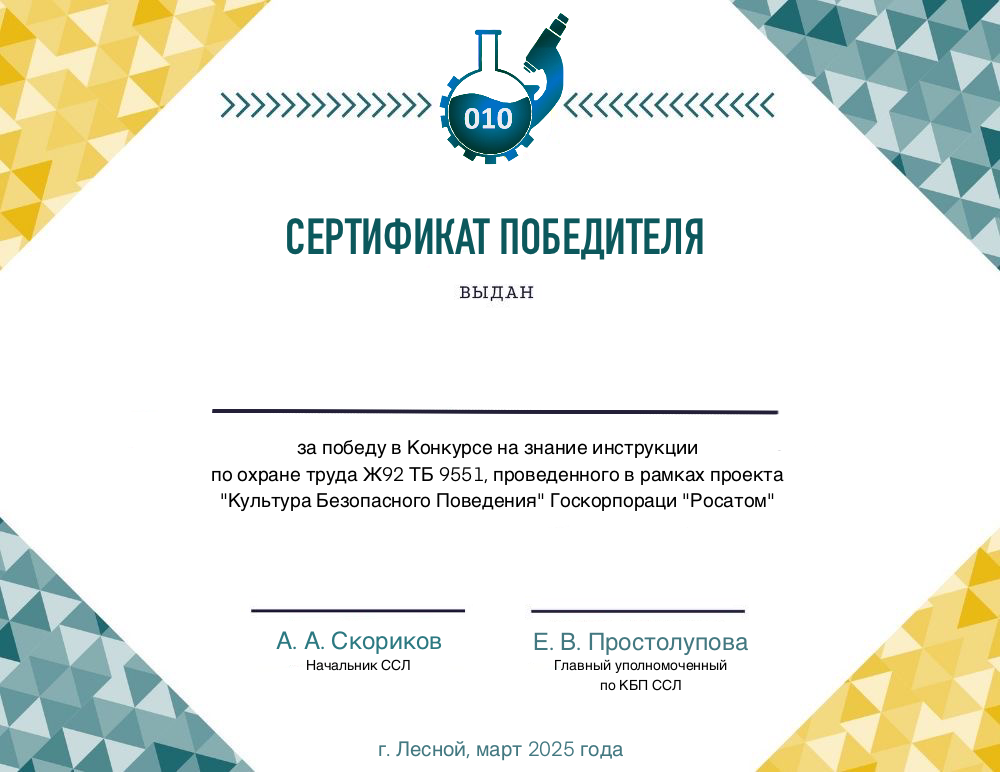 010
СЕРТИФИКАТ ПОБЕДИТЕЛЯ
ВЫДАН
за победу в Конкурсе на знание инструкции
по охране труда Ж92 ТБ 9551, проведенного в рамках проекта
"Культура Безопасного Поведения" Госкорпораци "Росатом"
А. А. Скориков
Начальник ССЛ
Е. В. Простолупова
Главный уполномоченный
по КБП ССЛ
г. Лесной, март 2025 года